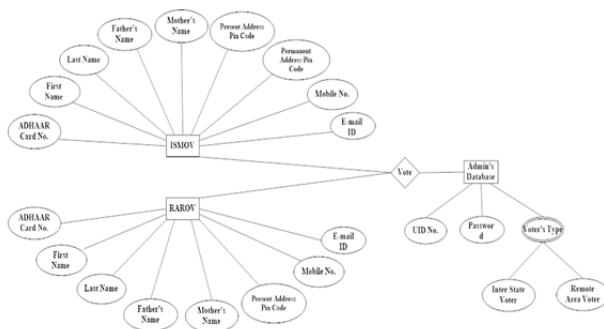 Father's
Name
Mother's
Name
Present Address
Pin Code
Last Name
Permanent
Address Pin
Code
First
Name
Mobile No.
ADHAAR
Card No.
E-mail
ID
ISMOV
Vote
Admin's
Database
RAROV
ADHAAR
Card No.
First
Name
Last Name
Father's
Name
Mother's
Name
Present Address
Pin Code
Mobile No.
E-mail
ID
UID No.
Passwor
d
Voter's Type
Inter State
Voter
Remote
Area Voter